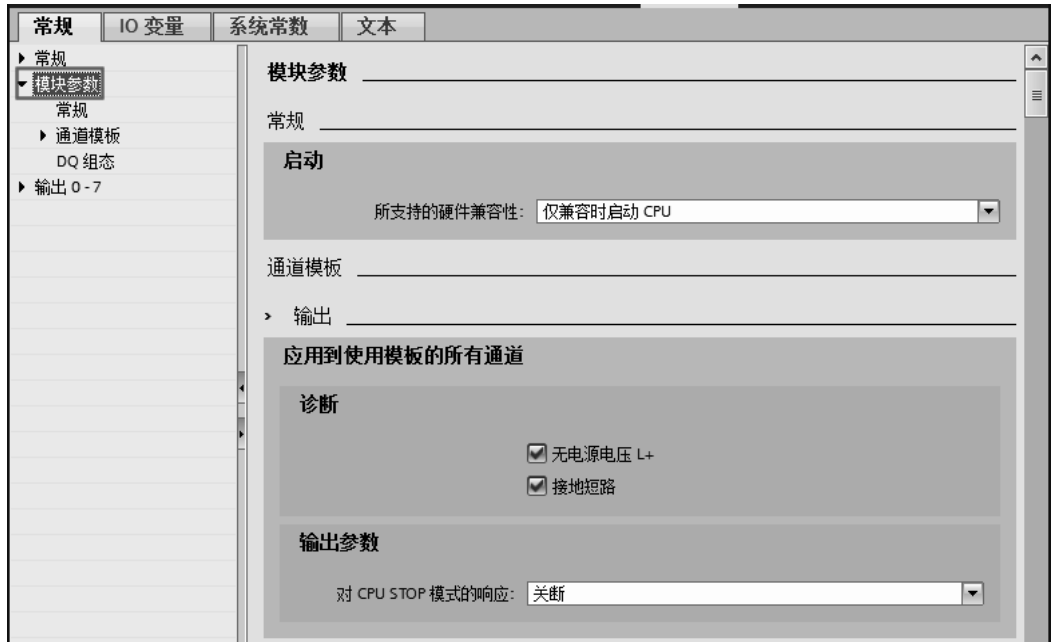 常规 IO 变量 系统常数 文本
常规
模块参数
常规
通道模板
DQ 组态
输出 0 - 7
模块参数
常规
启动
所支持的硬件兼容性: 仅兼容时启动 CPU
通道模板
输出
应用到使用模板的所有通道
诊断
无电源电压 L+
接地短路
输出参数
对 CPU STOP 模式的响应: 关断